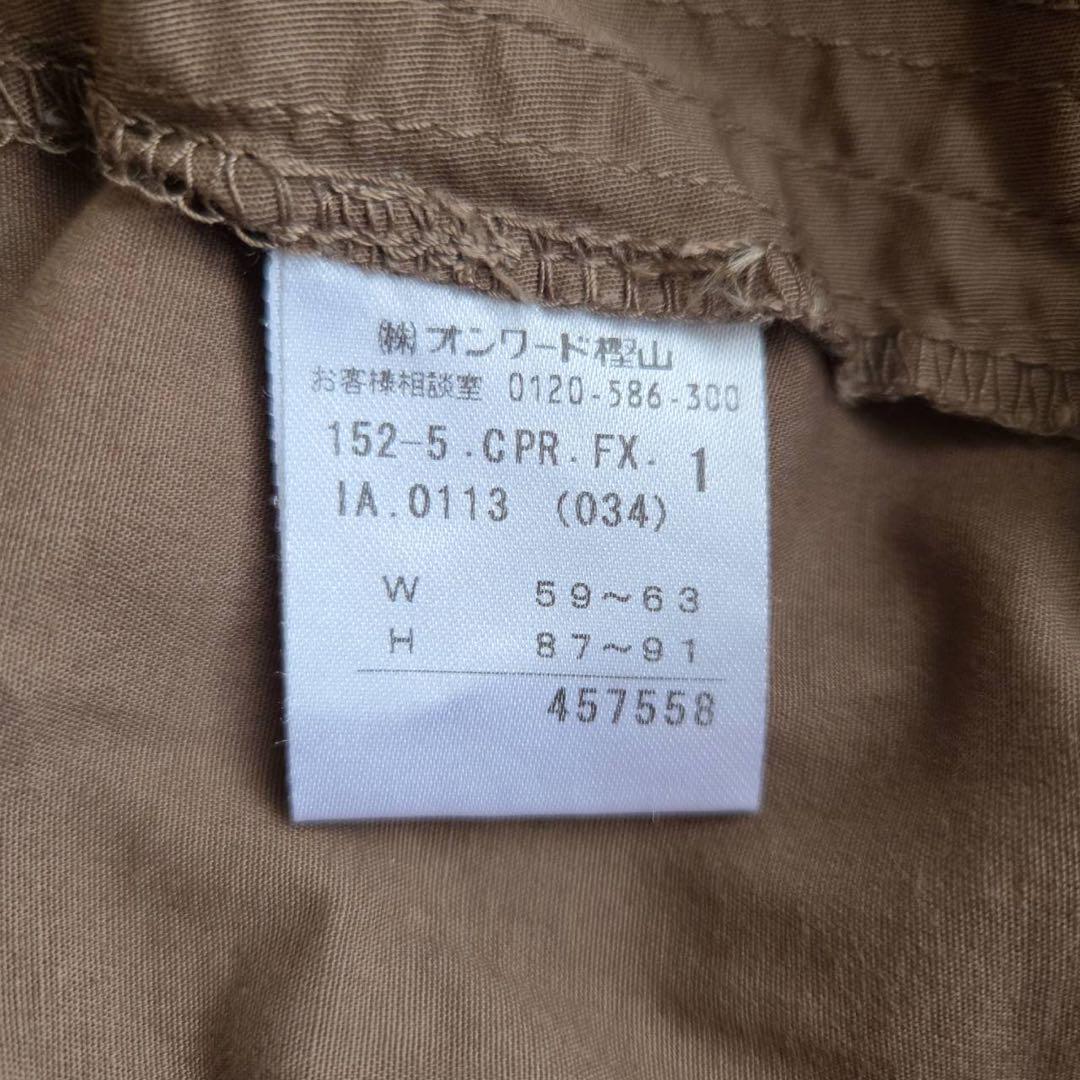 ㈱オンワード樫山
お客様相談室 0120-586-300
152-5.CPR.FX. 1
IA.0113 (034)
W 59〜63
H 87〜91
457558